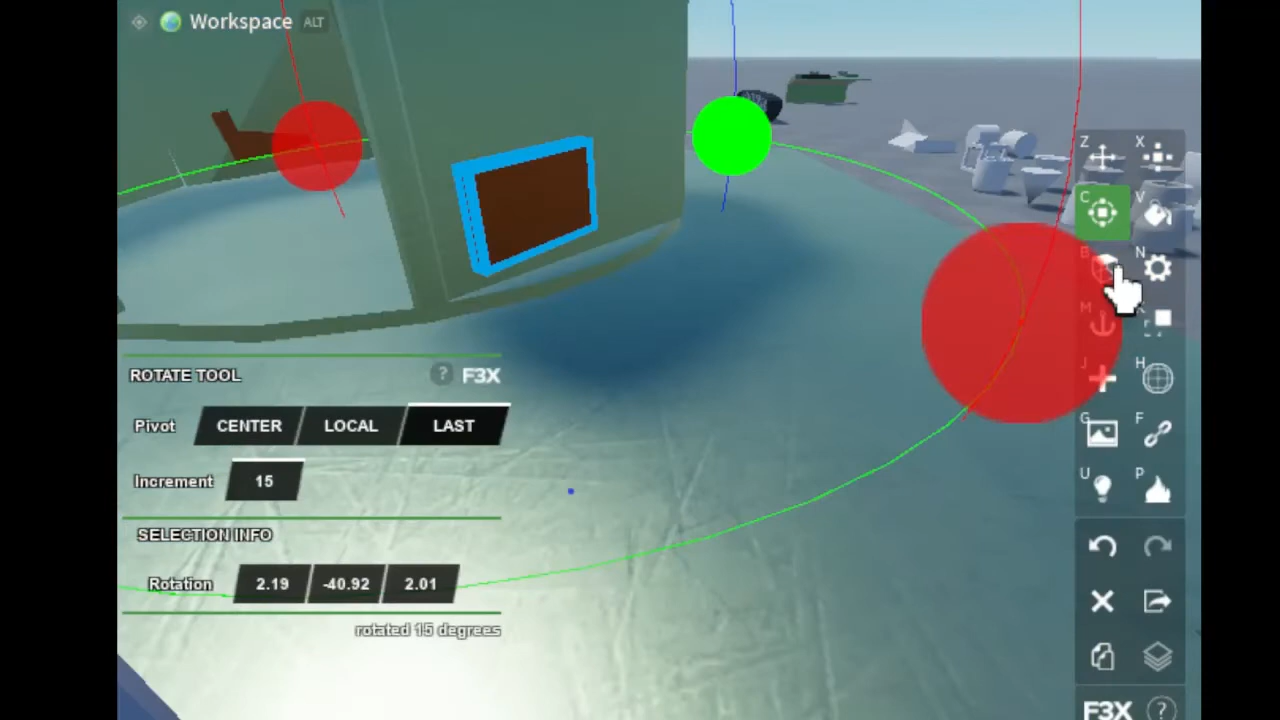 Workspace ALT
Z X
C V
B N
M
J H
G F
U P
ROTATE TOOL ? F3X
Pivot CENTER LOCAL LAST
Increment 15
SELECTION INFO
Rotation 2.19 -40.92 2.01
rotated 15 degrees
F3X ?